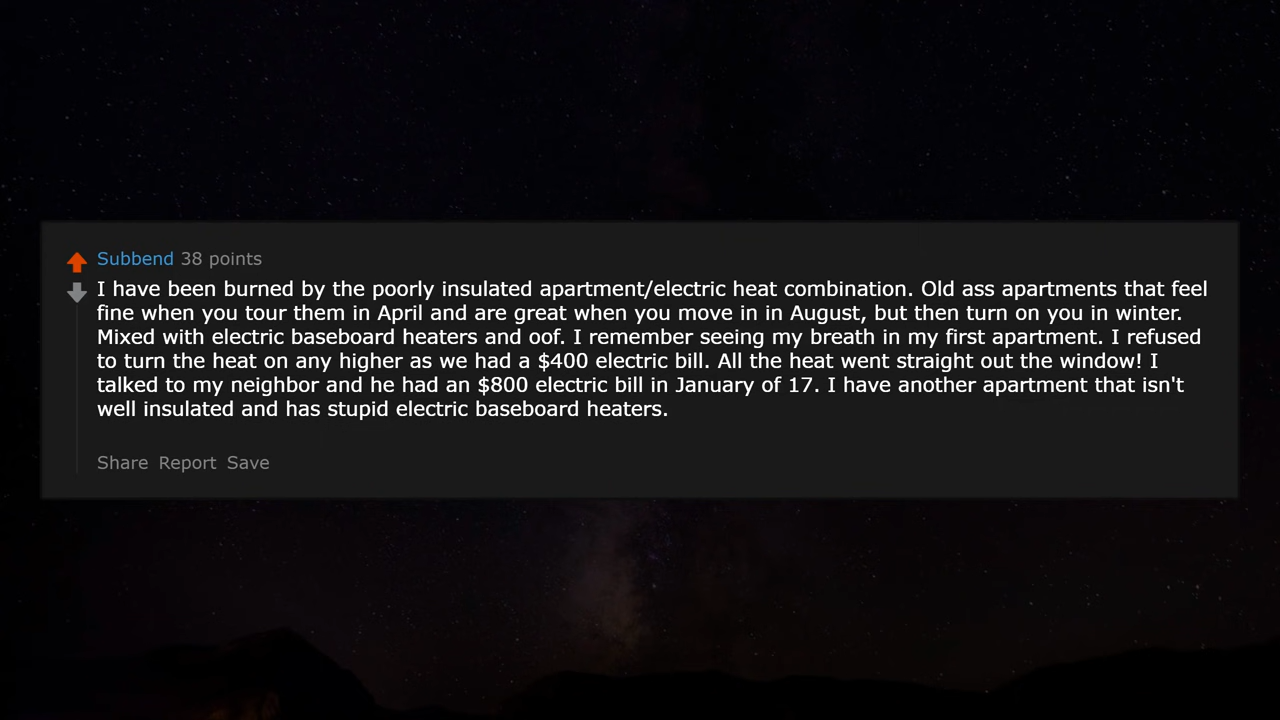 Subbend 38 points
I have been burned by the poorly insulated apartment/electric heat combination. Old ass apartments that feel
fine when you tour them in April and are great when you move in in August, but then turn on you in winter.
Mixed with electric baseboard heaters and oof. I remember seeing my breath in my first apartment. I refused
to turn the heat on any higher as we had a $400 electric bill. All the heat went straight out the window! I
talked to my neighbor and he had an $800 electric bill in January of 17. I have another apartment that isn't
well insulated and has stupid electric baseboard heaters.
Share Report Save